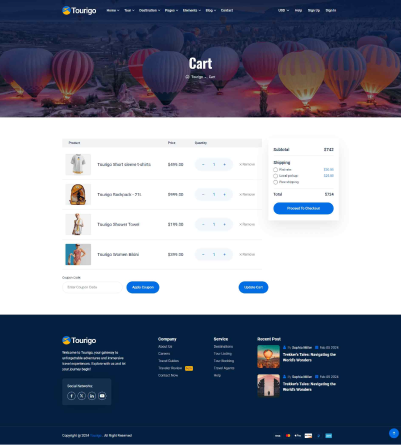 Tourigo
Home Tour Destination Pages Elements Blog Contact
USD Help Sign Up Sign In
Cart
Tourigo Cart
Product Price Quantity
Tourigo Short sleeve t-shirts $499.00 - 1 + × Remove
Tourigo Backpack - 7Tr $999.00 - 1 + × Remove
Tourigo Shower Towel $199.00 - 1 + × Remove
Tourigo Women Bikini $399.00 - 1 + × Remove
Coupon Code
Enter Coupon Code
Apply Coupon
Update Cart
Subtotal $742
Shipping
Flat rate
Local pickup
Free shipping
Total $724
Proceed To Checkout
Tourigo
Welcome to Tourigo, your gateway to
unforgettable adventures and immersive
travel experiences. Explore with us and let
your journey begin!
Social Networks
Company
About Us
Careers
Travel Guides
Traveler Review
Contact Now
Service
Destinations
Tour Listing
Tour Booking
Travel Agents
Help
Recent Post
By Sophia Miller Feb 20 2024
Trekker's Tales: Navigating the
World's Wonders
By Sophia Miller Feb 20 2024
Trekker's Tales: Navigating the
World's Wonders
Copyright @ 2024 Tourigo. All Right Reserved